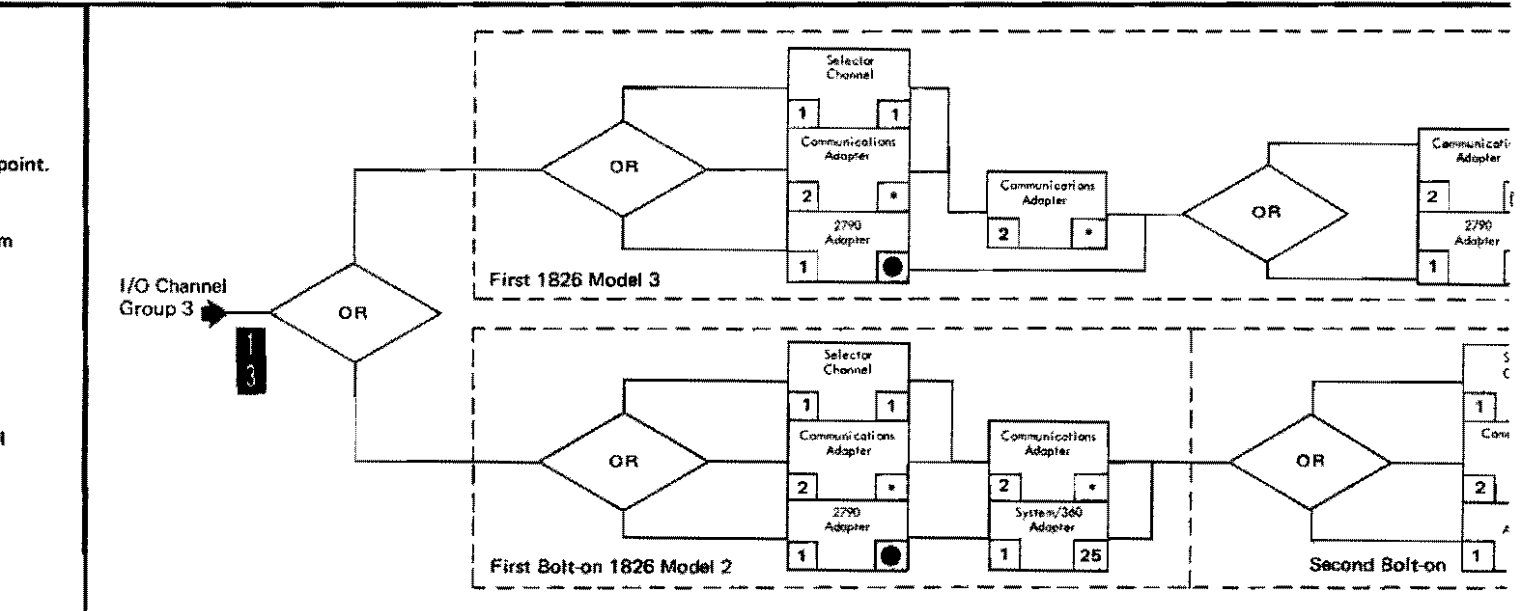 point.
m
I/O Channel
Group 3
1
3
OR
First 1826 Model 3
OR
Selector
Channel
1 1
Communications
Adapter
2 *
2790
Adapter
1
Communications
Adapter
2 *
OR
Adapter
2
2790
Adapter
1
First Bolt-on 1826 Model 2
OR
Selector
Channel
1 1
Communications
Adapter
2 *
2790
Adapter
1
Communications
Adapter
2 *
System/360
Adapter
1 25
Second Bolt-on
OR
1
2
1